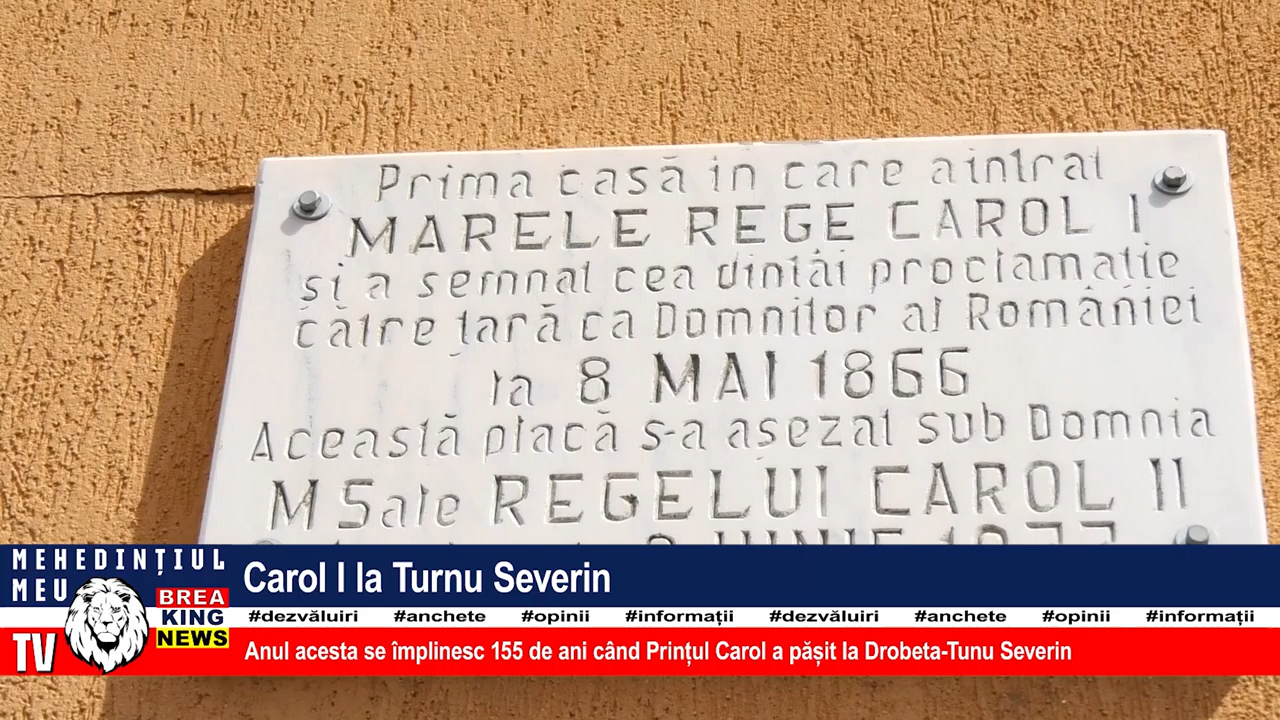 Prima casă in care a intrat
MARELE REGE CAROL I
și a semnat cea dintâi proclamație
către țară ca Domnitor al României
la 8 MAI 1866
Această placă s-a așezat sub Domnia
M Sale REGELUI CAROL II
IUNIE
MEHEDINȚIUL
MEU
TV
BREA
KING
NEWS
Carol I la Turnu Severin
#dezvăluiri #anchete #opinii #informații #dezvăluiri #anchete #opinii #informații
Anul acesta se împlinesc 155 de ani când Prințul Carol a pășit la Drobeta-Tunu Severin